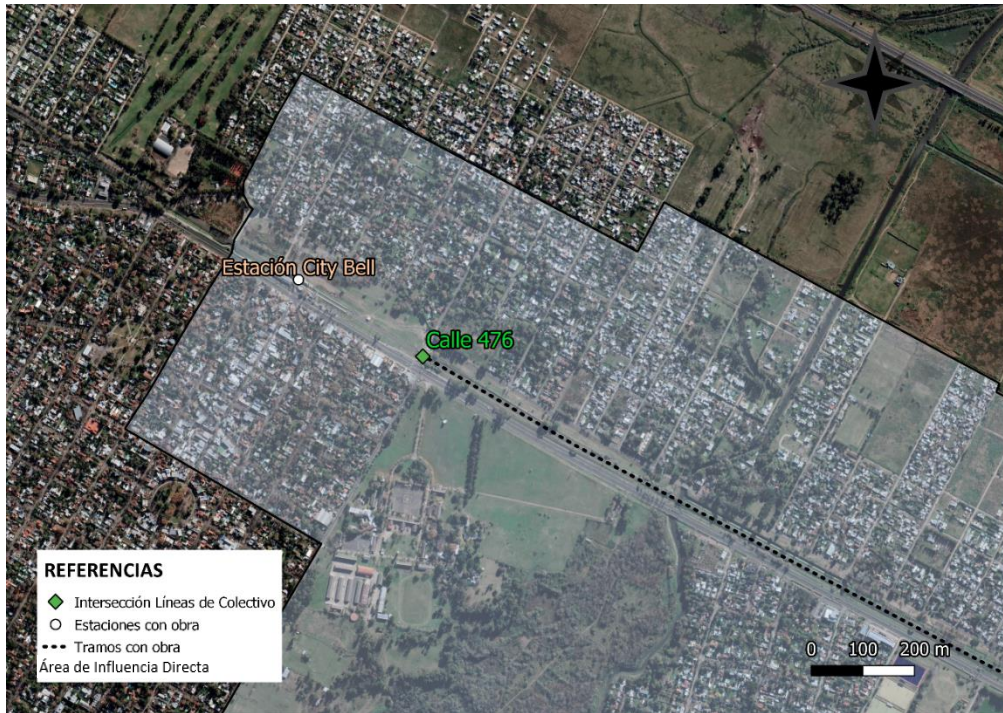 Estación City Bell
Calle 476
REFERENCIAS
Intersección Líneas de Colectivo
Estaciones con obra
Tramos con obra
Área de Influencia Directa
0 100 200 m